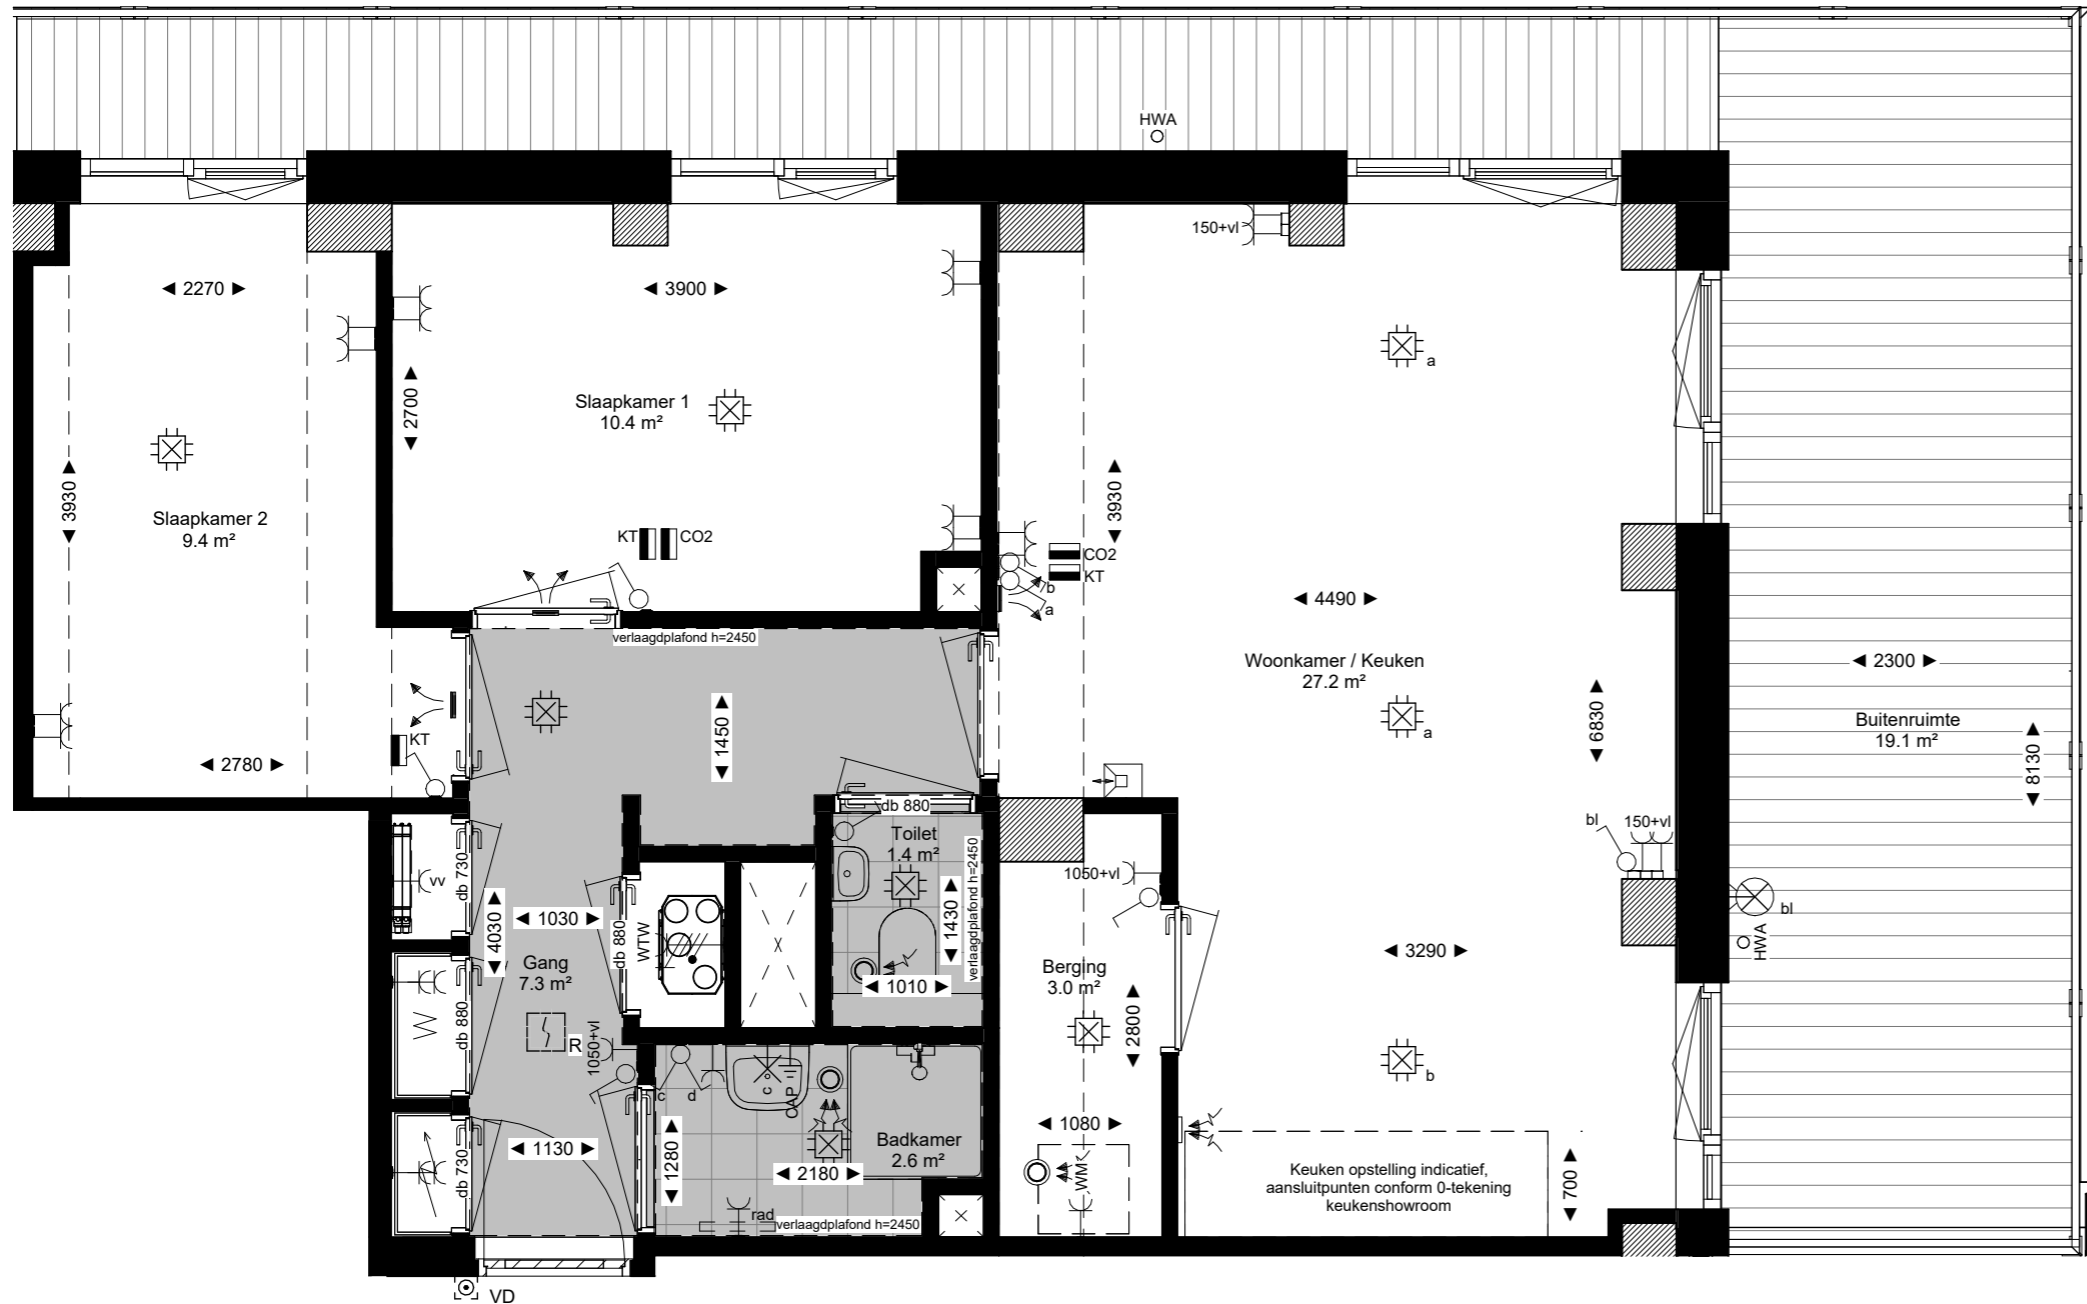 HWA
150+vl
2270
3900
a
2700
Slaapkamer 1
10.4 m²
3930
Slaapkamer 2
9.4 m²
3930
KT
CO2
CO2
KT
b
a
4490
verlaagdplafond h=2450
Woonkamer / Keuken
27.2 m²
2300
1450
a
6830
Buitenruimte
19.1 m²
8130
KT
2780
db 880
bl
150+vl
Toilet
1.4 m²
verlaagdplafond h=2450
1050+vl
vv
db 730
4030
1030
db 880
WTW
1430
bl
HWA
3290
Gang
7.3 m²
1010
Berging
3.0 m²
W
db 880
R
1050+vl
2800
b
c
d
c
CAP
1130
1280
Badkamer
2.6 m²
2180
1080
WM
db 730
Keuken opstelling indicatief,
aansluitpunten conform 0-tekening
keukenshowroom
700
rad
verlaagdplafond h=2450
VD